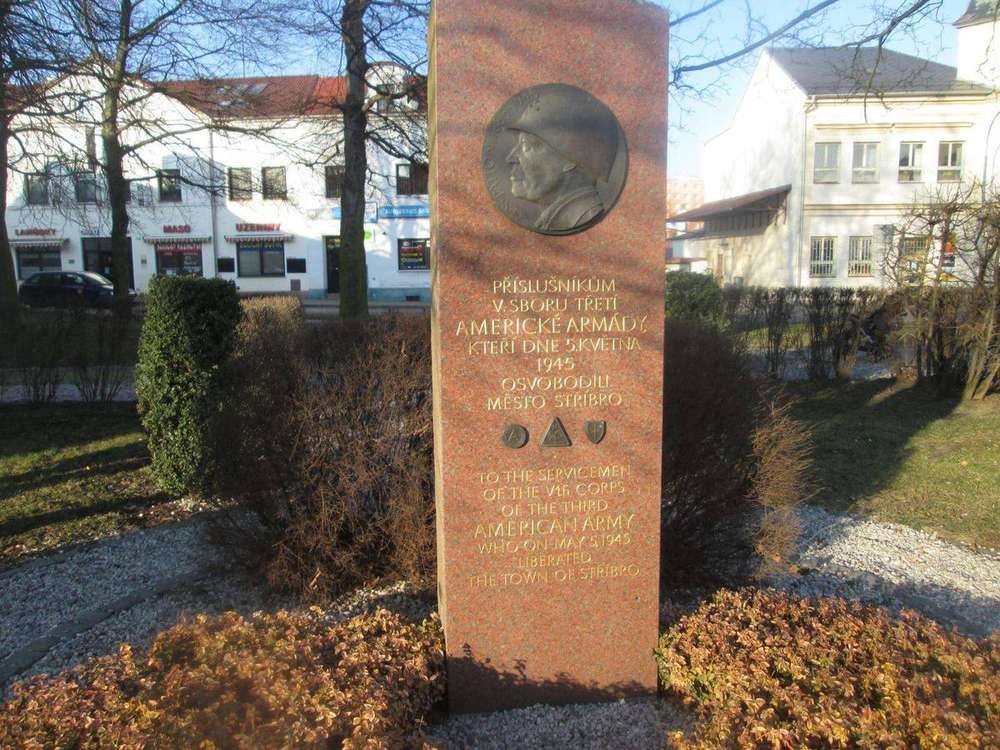 LAHŮDKY
MASO
UZENINY
PŘÍSLUŠNÍKŮM
V. SBORU TŘETÍ
AMERICKÉ ARMÁDY
KTEŘÍ DNE 5.KVĚTNA
1945
OSVOBODILI
MĚSTO STŘÍBRO
TO THE SERVICEMEN
OF THE Vth CORPS
OF THE THIRD
AMERICAN ARMY
WHO ON MAY 5.1945
LIBERATED
THE TOWN OF STŘÍBRO